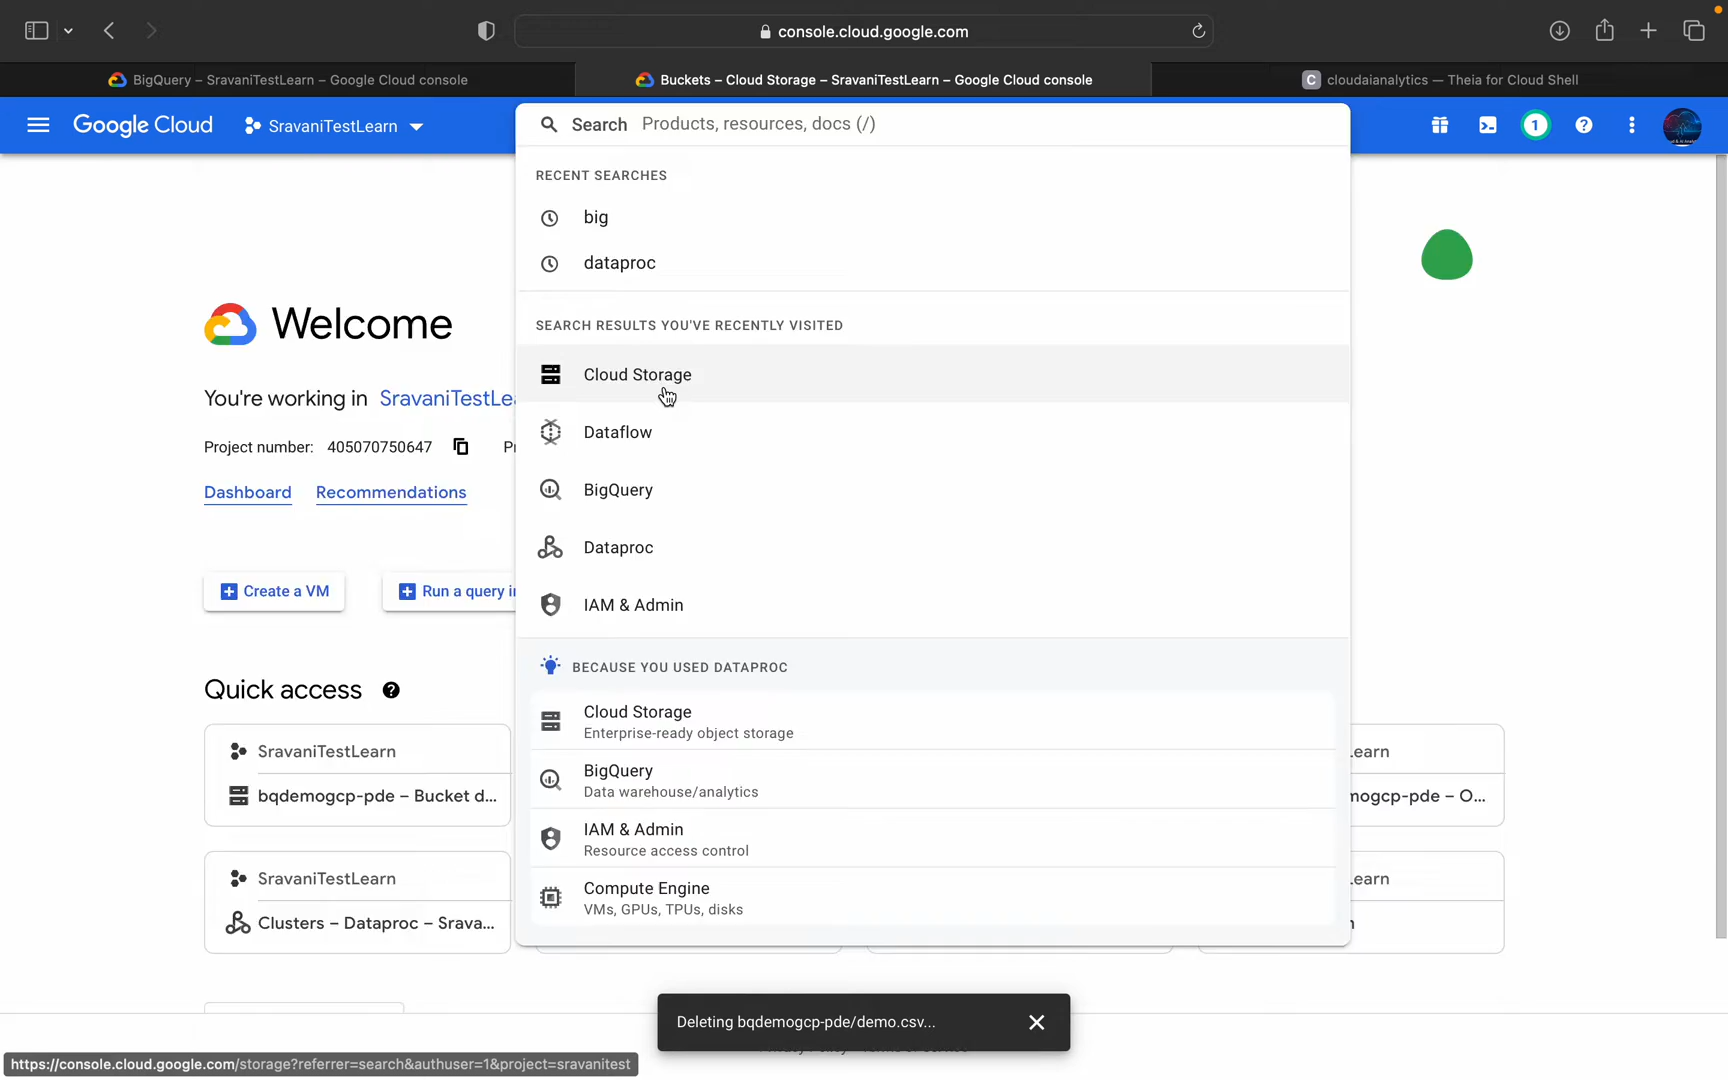 console.cloud.google.com
BigQuery – SravaniTestLearn – Google Cloud console
Buckets – Cloud Storage – SravaniTestLearn – Google Cloud console
C cloudaianalytics — Theia for Cloud Shell
Google Cloud
SravaniTestLearn
Search Products, resources, docs (/)
1
RECENT SEARCHES
big
dataproc
SEARCH RESULTS YOU'VE RECENTLY VISITED
Cloud Storage
Dataflow
BigQuery
Dataproc
IAM & Admin
BECAUSE YOU USED DATAPROC
Cloud Storage
Enterprise-ready object storage
BigQuery
Data warehouse/analytics
IAM & Admin
Resource access control
Compute Engine
VMs, GPUs, TPUs, disks
Welcome
You're working in SravaniTestLea
Project number: 405070750647
Dashboard Recommendations
Create a VM
Run a query in
Quick access
SravaniTestLearn
bqdemogcp-pde – Bucket d...
SravaniTestLearn
Clusters – Dataproc – Srava...
Learn
mogcp-pde – O...
Learn
Deleting bqdemogcp-pde/demo.csv...
https://console.cloud.google.com/storage?referrer=search&authuser=1&project=sravanitest